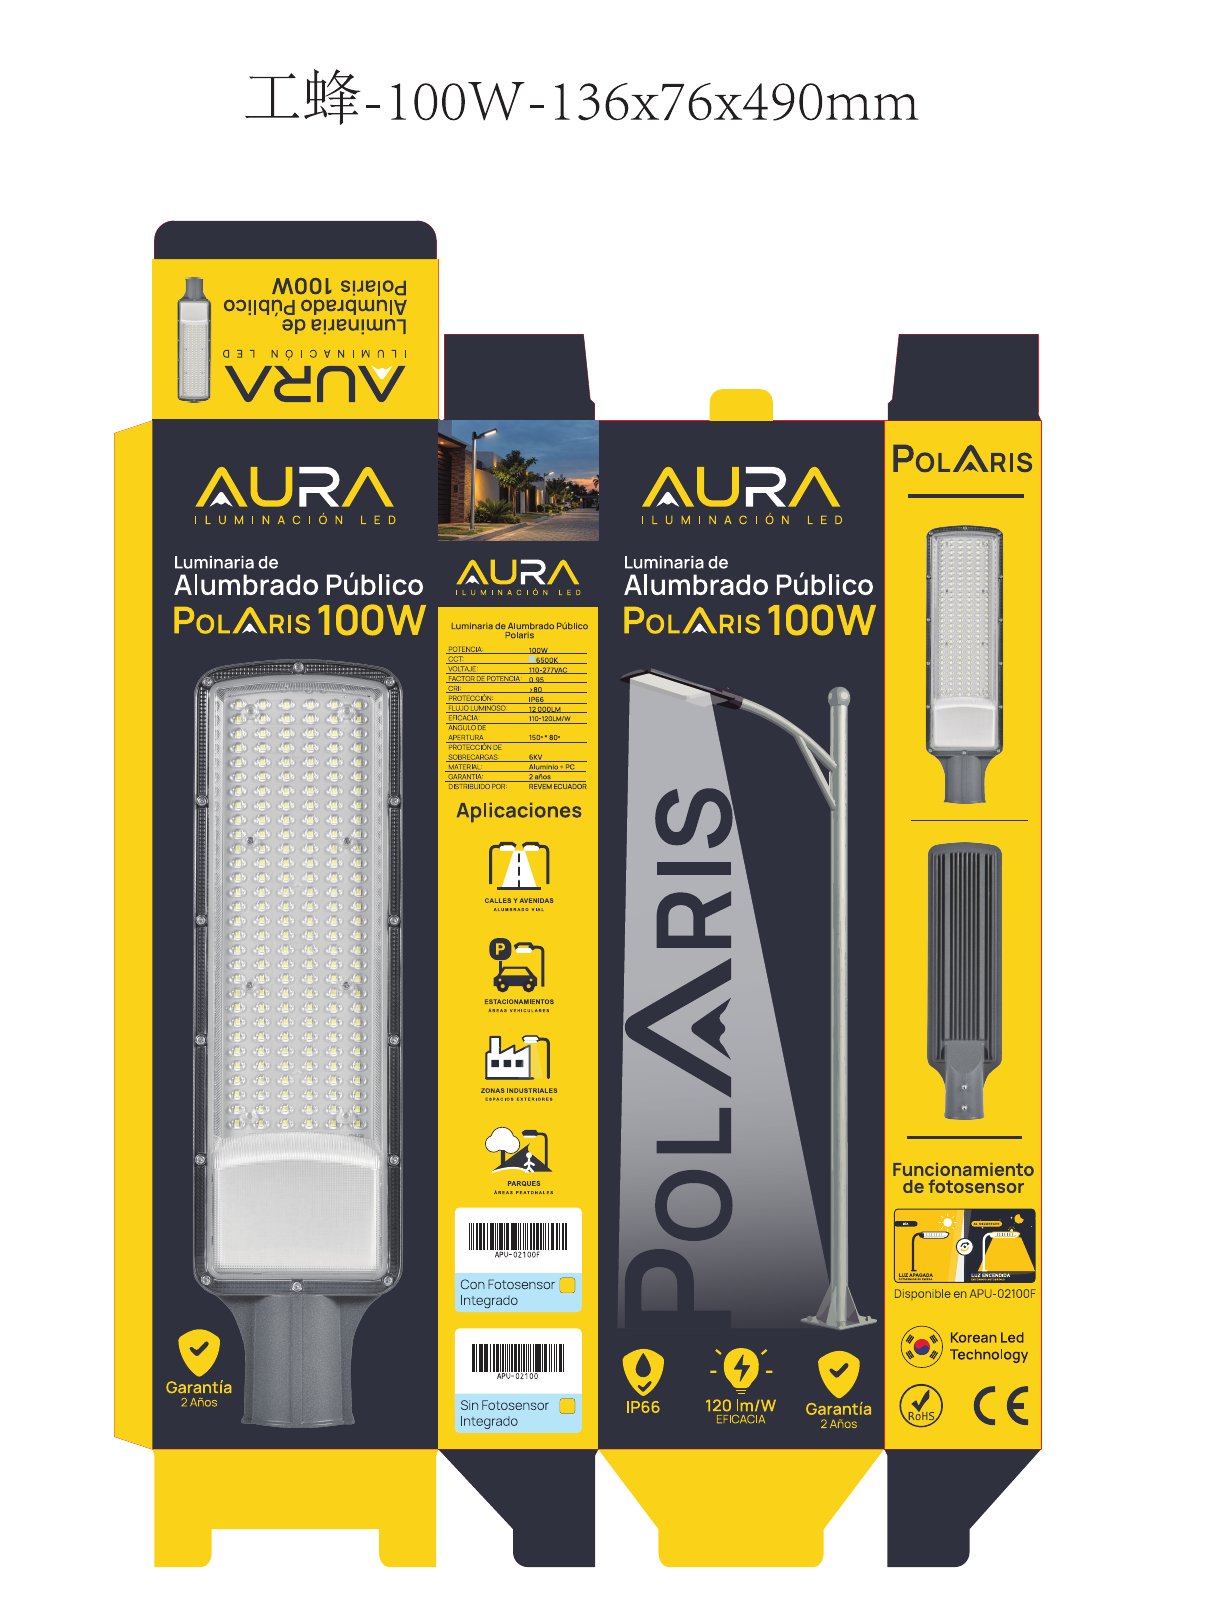 工蜂-100W-136x76x490mm
AURA
ILUMINACIÓN LED
Luminaria de
Alumbrado Público
Polaris 100W
AURA
ILUMINACIÓN LED
Luminaria de
Alumbrado Público
POLARIS 100W
Garantía
2 Años
AURA
ILUMINACIÓN LED
Luminaria de Alumbrado Público
Polaris
POTENCIA: 100W
CCT: 6500K
VOLTAJE: 110-277VAC
FACTOR DE POTENCIA: 0.95
CRI: >80
PROTECCIÓN: IP66
FLUJO LUMINOSO: 12 000LM
EFICACIA: 110-120LM/W
ANGULO DE
APERTURA 150º * 80º
PROTECCIÓN DE
SOBRECARGAS: 6KV
MATERIAL: Aluminio + PC
GARANTIA: 2 años
DISTRIBUIDO POR: REVEM ECUADOR
Aplicaciones
CALLES Y AVENIDAS
ALUMBRADO VIAL
P
ESTACIONAMIENTOS
ÁREAS VEHICULARES
ZONAS INDUSTRIALES
ESPACIOS EXTERIORES
PARQUES
ÁREAS PEATONALES
APU-02100F
Con Fotosensor
Integrado
APU-02100
Sin Fotosensor
Integrado
AURA
ILUMINACIÓN LED
Luminaria de
Alumbrado Público
POLARIS 100W
POLARIS
IP66
120 lm/W
EFICACIA
Garantía
2 Años
POLARIS
Funcionamiento
de fotosensor
DÍA
AL OSCURECER
LUZ APAGADA
LUZ ENCENDIDA
Disponible en APU-02100F
Korean Led
Technology
RoHS
CE